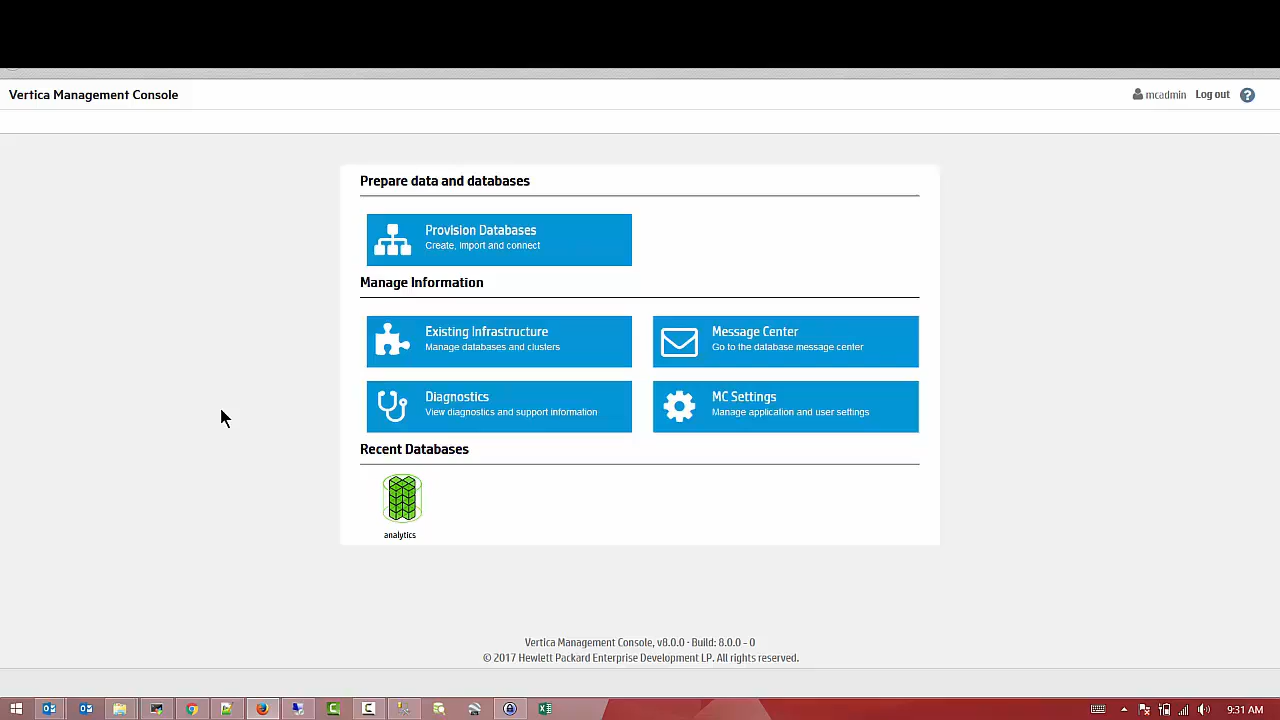 Vertica Management Console
mcadmin
Log out
?
Prepare data and databases
Provision Databases
Create, import and connect
Manage Information
Existing Infrastructure
Manage databases and clusters
Message Center
Go to the database message center
Diagnostics
View diagnostics and support information
MC Settings
Manage application and user settings
Recent Databases
analytics
Vertica Management Console, v8.0.0 · Build: 8.0.0 - 0
© 2017 Hewlett Packard Enterprise Development LP. All rights reserved.
9:31 AM